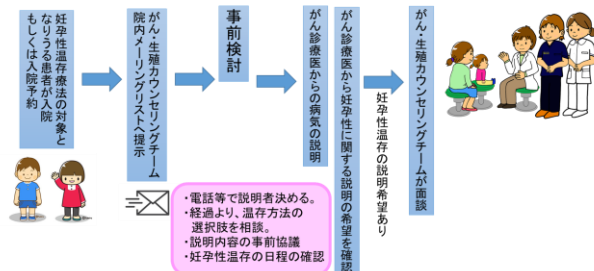 妊孕性温存療法の対象と
なりうる患者が入院
もしくは入院予約
がん・生殖カウンセリングチーム
院内メーリングリストへ提示
事前検討
・電話等で説明者決める。
・経過より、温存方法の
選択肢を相談。
・説明内容の事前協議
・妊孕性温存の日程の確認
がん診療医からの病気の説明
がん診療医から妊孕性に関する説明の希望を確認
妊孕性温存の説明希望あり
がん・生殖カウンセリングチームが面談